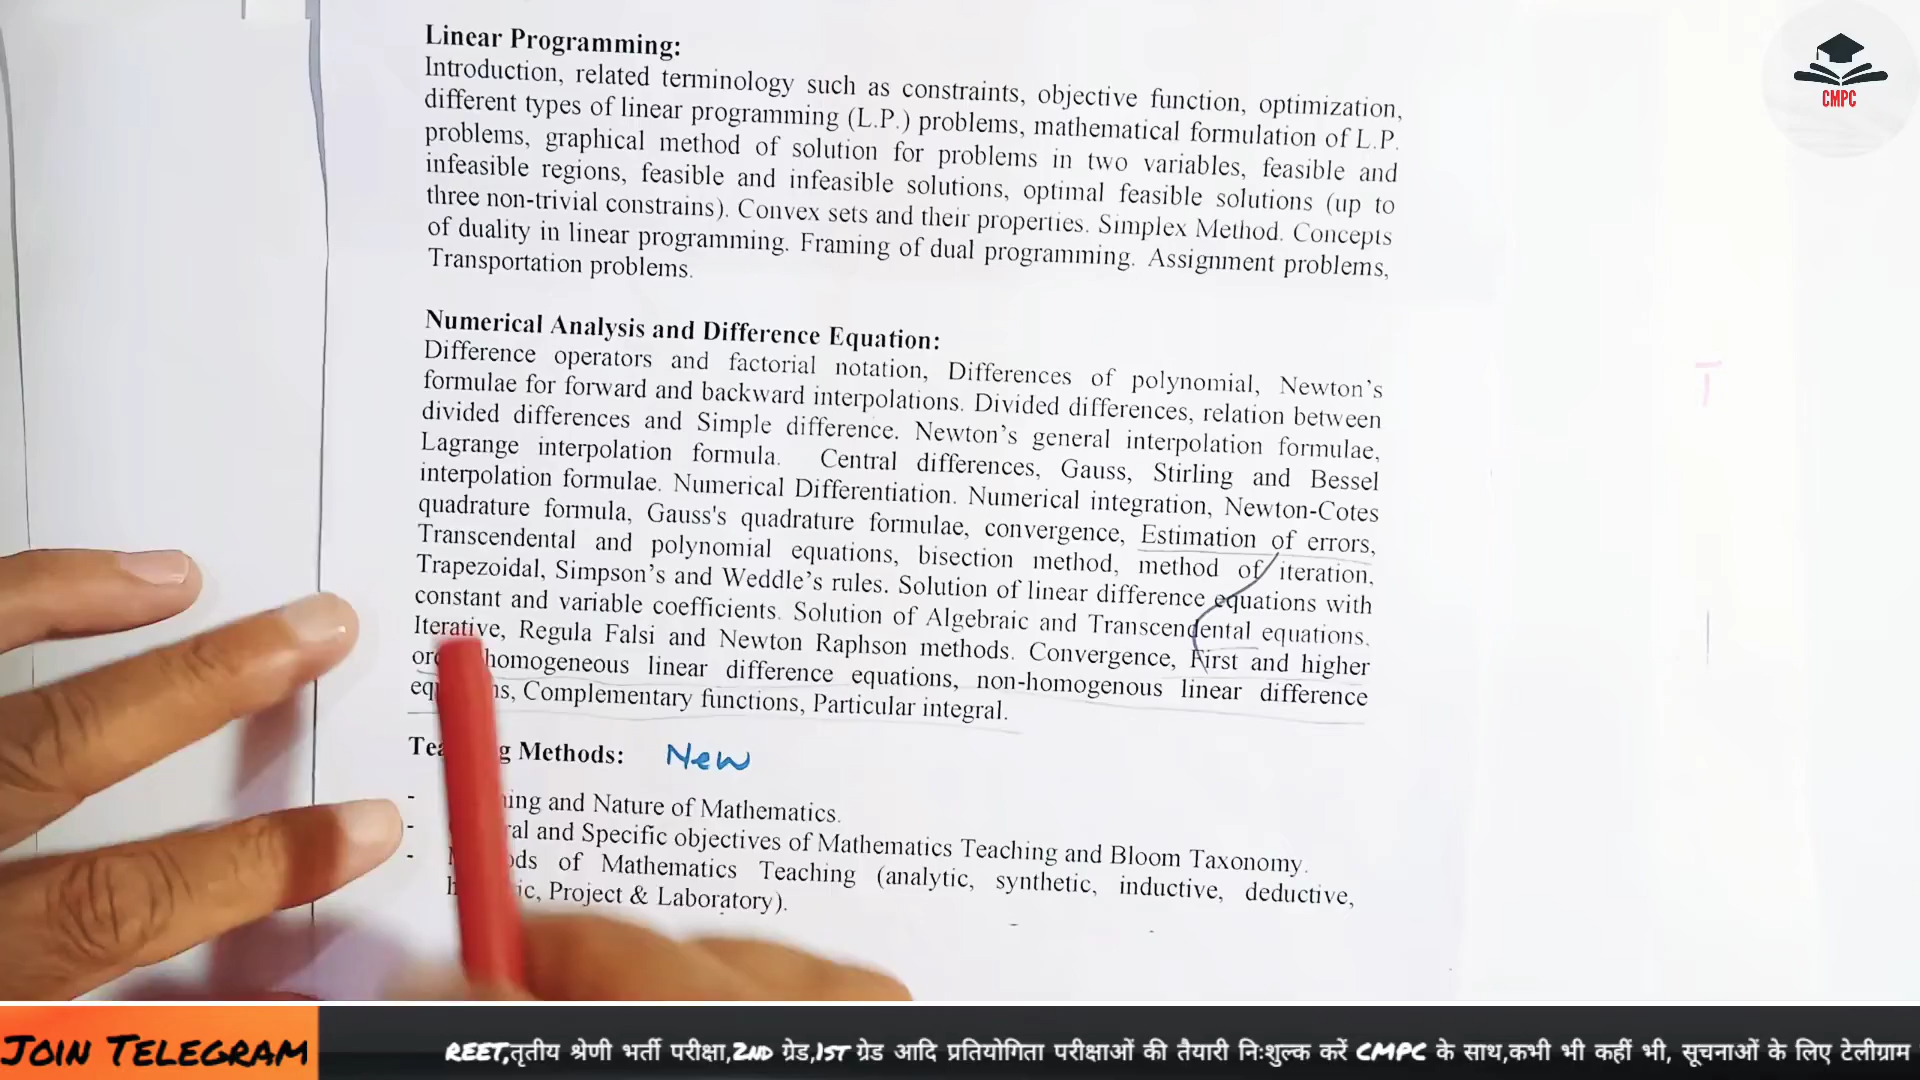 Linear Programming:
Introduction, related terminology such as constraints, objective function, optimization,
different types of linear programming (L.P.) problems, mathematical formulation of L.P.
problems, graphical method of solution for problems in two variables, feasible and
infeasible regions, feasible and infeasible solutions, optimal feasible solutions (up to
three non-trivial constrains). Convex sets and their properties. Simplex Method. Concepts
of duality in linear programming. Framing of dual programming. Assignment problems,
Transportation problems.
Numerical Analysis and Difference Equation:
Difference operators and factorial notation, Differences of polynomial, Newton's
formulae for forward and backward interpolations. Divided differences, relation between
divided differences and Simple difference. Newton's general interpolation formulae,
Lagrange interpolation formula. Central differences, Gauss, Stirling and Bessel
interpolation formulae. Numerical Differentiation. Numerical integration, Newton-Cotes
quadrature formula, Gauss's quadrature formulae, convergence, Estimation of errors,
Transcendental and polynomial equations, bisection method, method of iteration,
Trapezoidal, Simpson's and Weddle's rules. Solution of linear difference equations with
constant and variable coefficients. Solution of Algebraic and Transcendental equations.
Iterative, Regula Falsi and Newton Raphson methods. Convergence, First and higher
homogeneous linear difference equations, non-homogenous linear difference
Complementary functions, Particular integral.
Methods: New
- and Nature of Mathematics.
- and Specific objectives of Mathematics Teaching and Bloom Taxonomy.
- of Mathematics Teaching (analytic, synthetic, inductive, deductive,
Project & Laboratory).
CMPC
T
JOIN TELEGRAM
REET,तृतीय श्रेणी भर्ती परीक्षा,2ND ग्रेड,1ST ग्रेड आदि प्रतियोगिता परीक्षाओं की तैयारी निःशुल्क करें CMPC के साथ,कभी भी कहीं भी, सूचनाओं के लिए टेलीग्राम